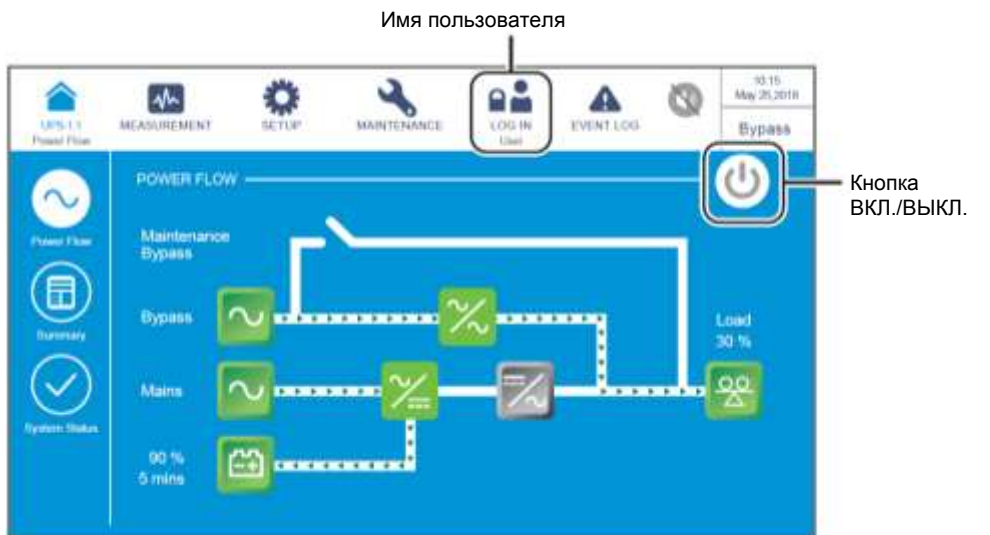 Имя пользователя
10:15
May 25,2018
UPS-1.1
MEASUREMENT
SETUP
MAINTENANCE
LOG IN
EVENT LOG
Power Flow
User
Bypass
POWER FLOW
Кнопка
ВКЛ./ВЫКЛ.
Power Flow
Maintenance
Bypass
Bypass
Load
30 %
Summary
Mains
System Status
90 %
5 mins